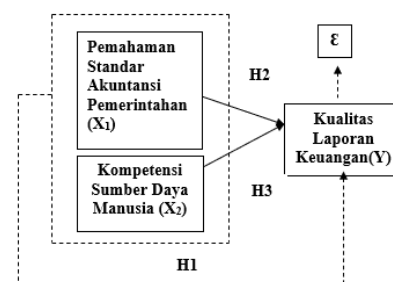 Pemahaman
Standar
Akuntansi
Pemerintahan
(X₁)
H2
ε
Kualitas
Laporan
Keuangan(Y)
Kompetensi
Sumber Daya
Manusia (X₂)
H3
H1